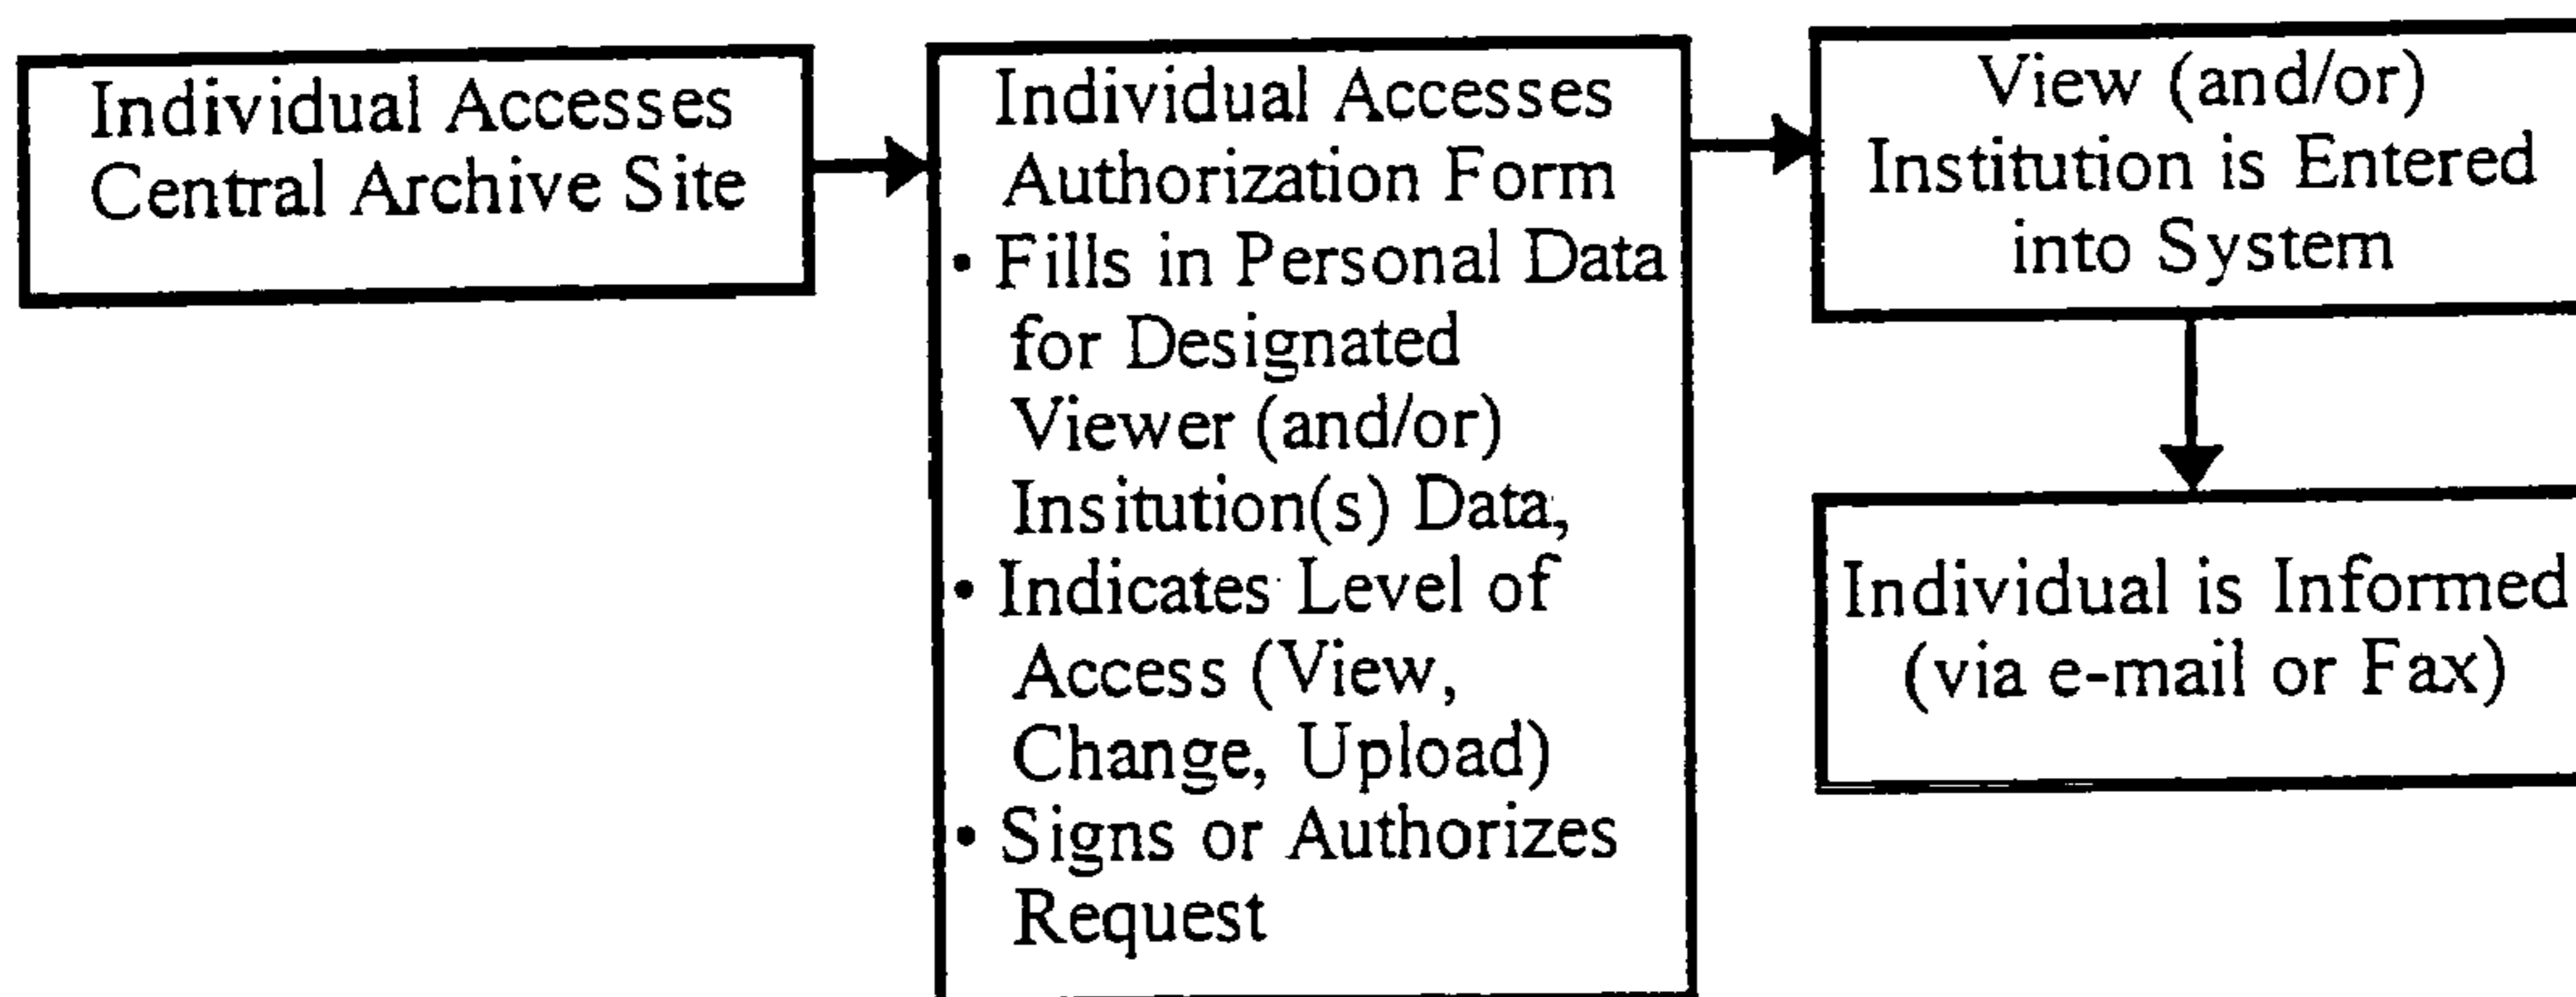 Individual Accesses
Central Archive Site
Individual Accesses
Authorization Form
• Fills in Personal Data
for Designated
Viewer (and/or)
Insitution(s) Data,
• Indicates Level of
Access (View,
Change, Upload)
• Signs or Authorizes
Request
View (and/or)
Institution is Entered
into System
Individual is Informed
(via e-mail or Fax)